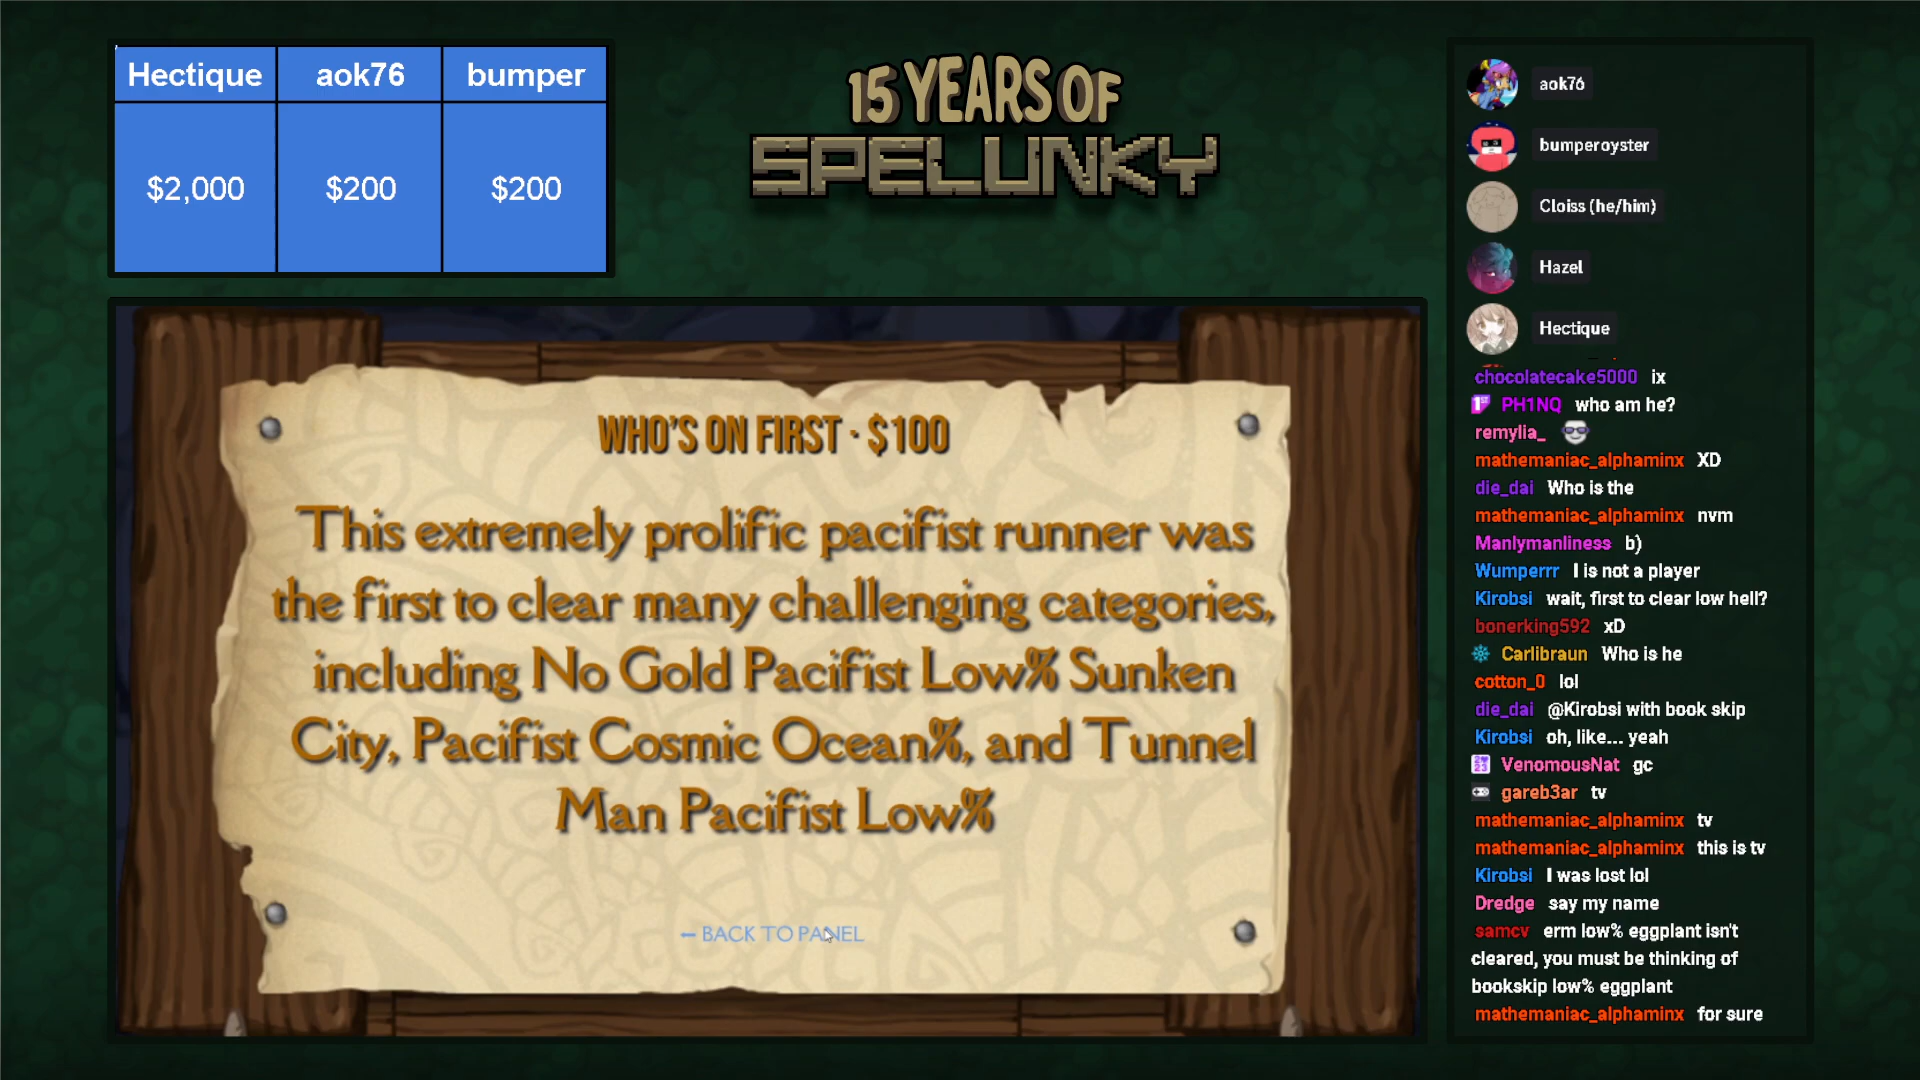 Hectique aok76 bumper
$2,000 $200 $200
15 YEARS OF
SPELUNKY
WHO'S ON FIRST · $100
This extremely prolific pacifist runner was
the first to clear many challenging categories,
including No Gold Pacifist Low% Sunken
City, Pacifist Cosmic Ocean%, and Tunnel
Man Pacifist Low%
← BACK TO PANEL
aok76
bumperoyster
Cloiss (he/him)
Hazel
Hectique
chocolatecake5000 ix
PH1NQ who am he?
remylia_
mathemaniac_alphaminx XD
die_dai Who is the
mathemaniac_alphaminx nvm
Manlymanliness b)
Wumperrr I is not a player
Kirobsi wait, first to clear low hell?
bonerking592 xD
Carlibraun Who is he
cotton_0 lol
die_dai @Kirobsi with book skip
Kirobsi oh, like... yeah
VenomousNat gc
gareb3ar tv
mathemaniac_alphaminx tv
mathemaniac_alphaminx this is tv
Kirobsi I was lost lol
Dredge say my name
samcv erm low% eggplant isn't
cleared, you must be thinking of
bookskip low% eggplant
mathemaniac_alphaminx for sure